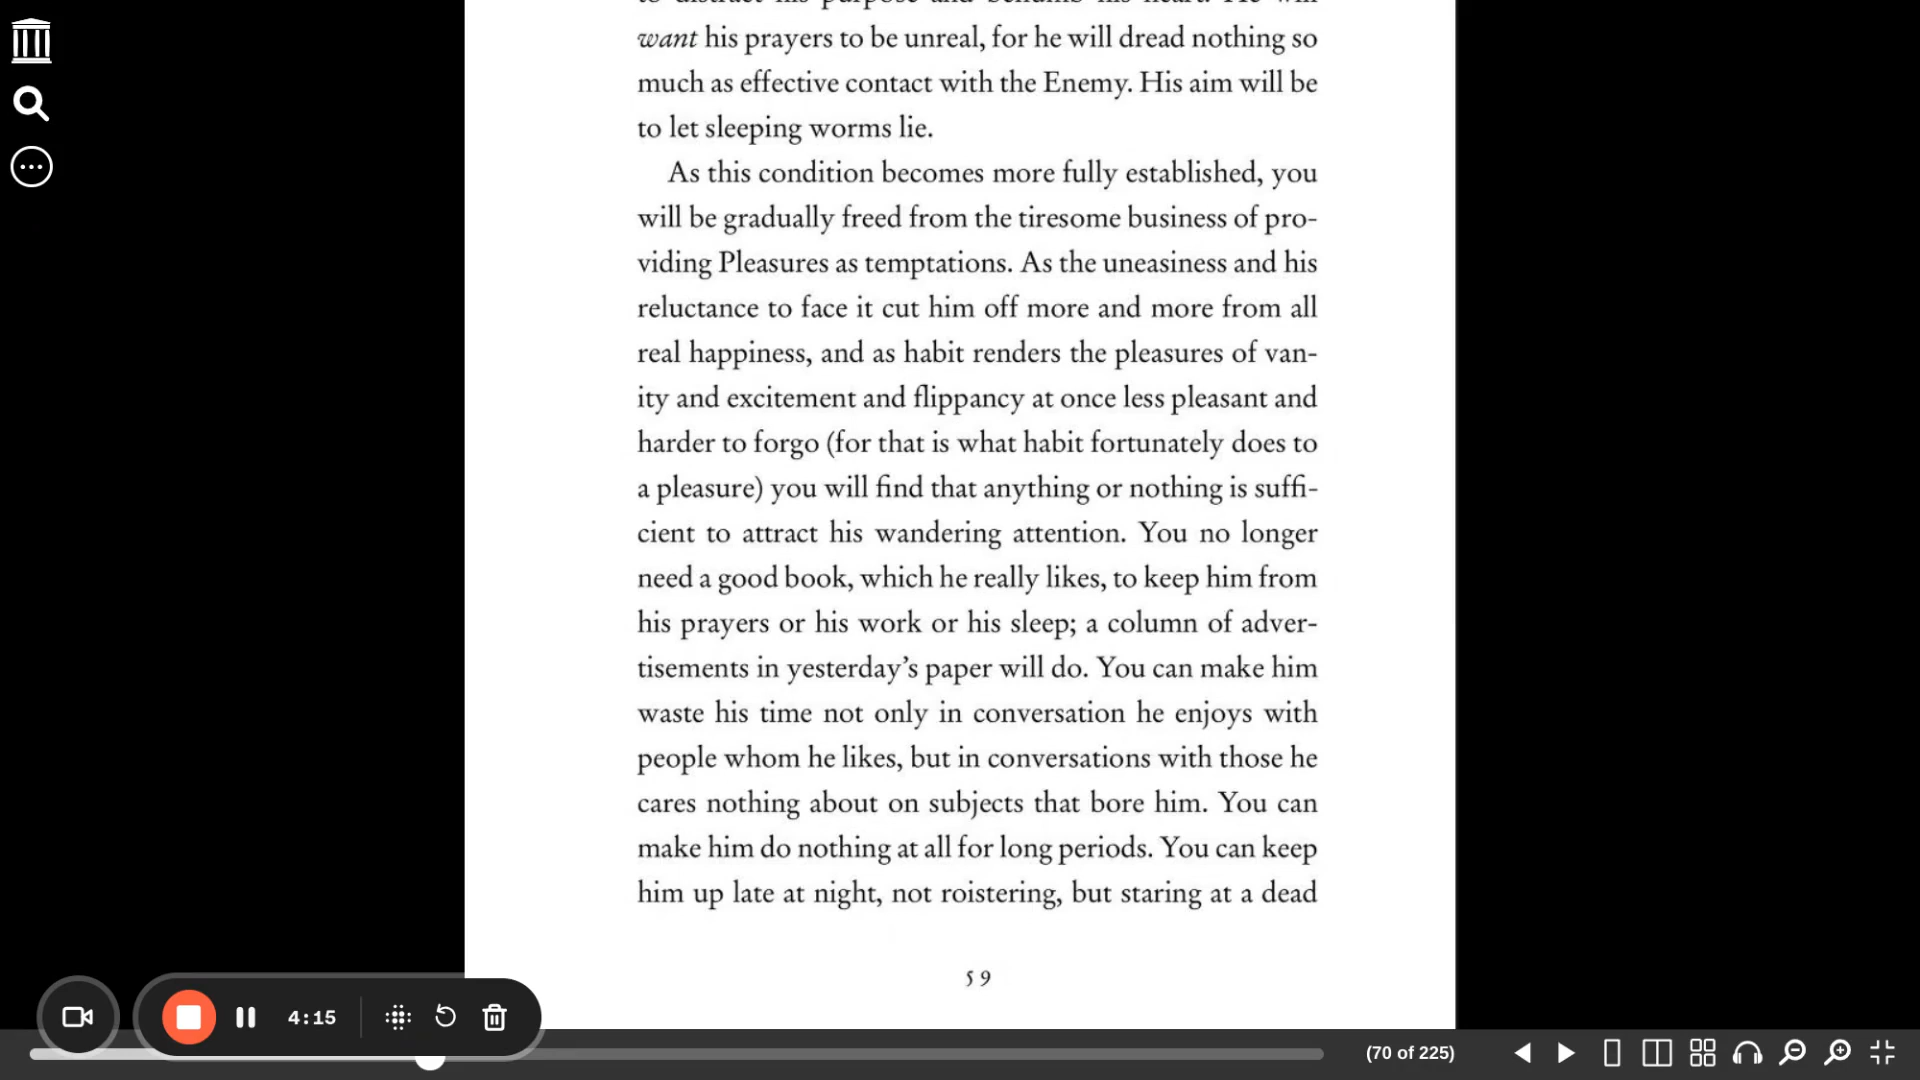 to distract his purpose and benumb his heart. He will
want his prayers to be unreal, for he will dread nothing so
much as effective contact with the Enemy. His aim will be
to let sleeping worms lie.
As this condition becomes more fully established, you
will be gradually freed from the tiresome business of pro-
viding Pleasures as temptations. As the uneasiness and his
reluctance to face it cut him off more and more from all
real happiness, and as habit renders the pleasures of van-
ity and excitement and flippancy at once less pleasant and
harder to forgo (for that is what habit fortunately does to
a pleasure) you will find that anything or nothing is suffi-
cient to attract his wandering attention. You no longer
need a good book, which he really likes, to keep him from
his prayers or his work or his sleep; a column of adver-
tisements in yesterday’s paper will do. You can make him
waste his time not only in conversation he enjoys with
people whom he likes, but in conversations with those he
cares nothing about on subjects that bore him. You can
make him do nothing at all for long periods. You can keep
him up late at night, not roistering, but staring at a dead
59
4:15
(70 of 225)